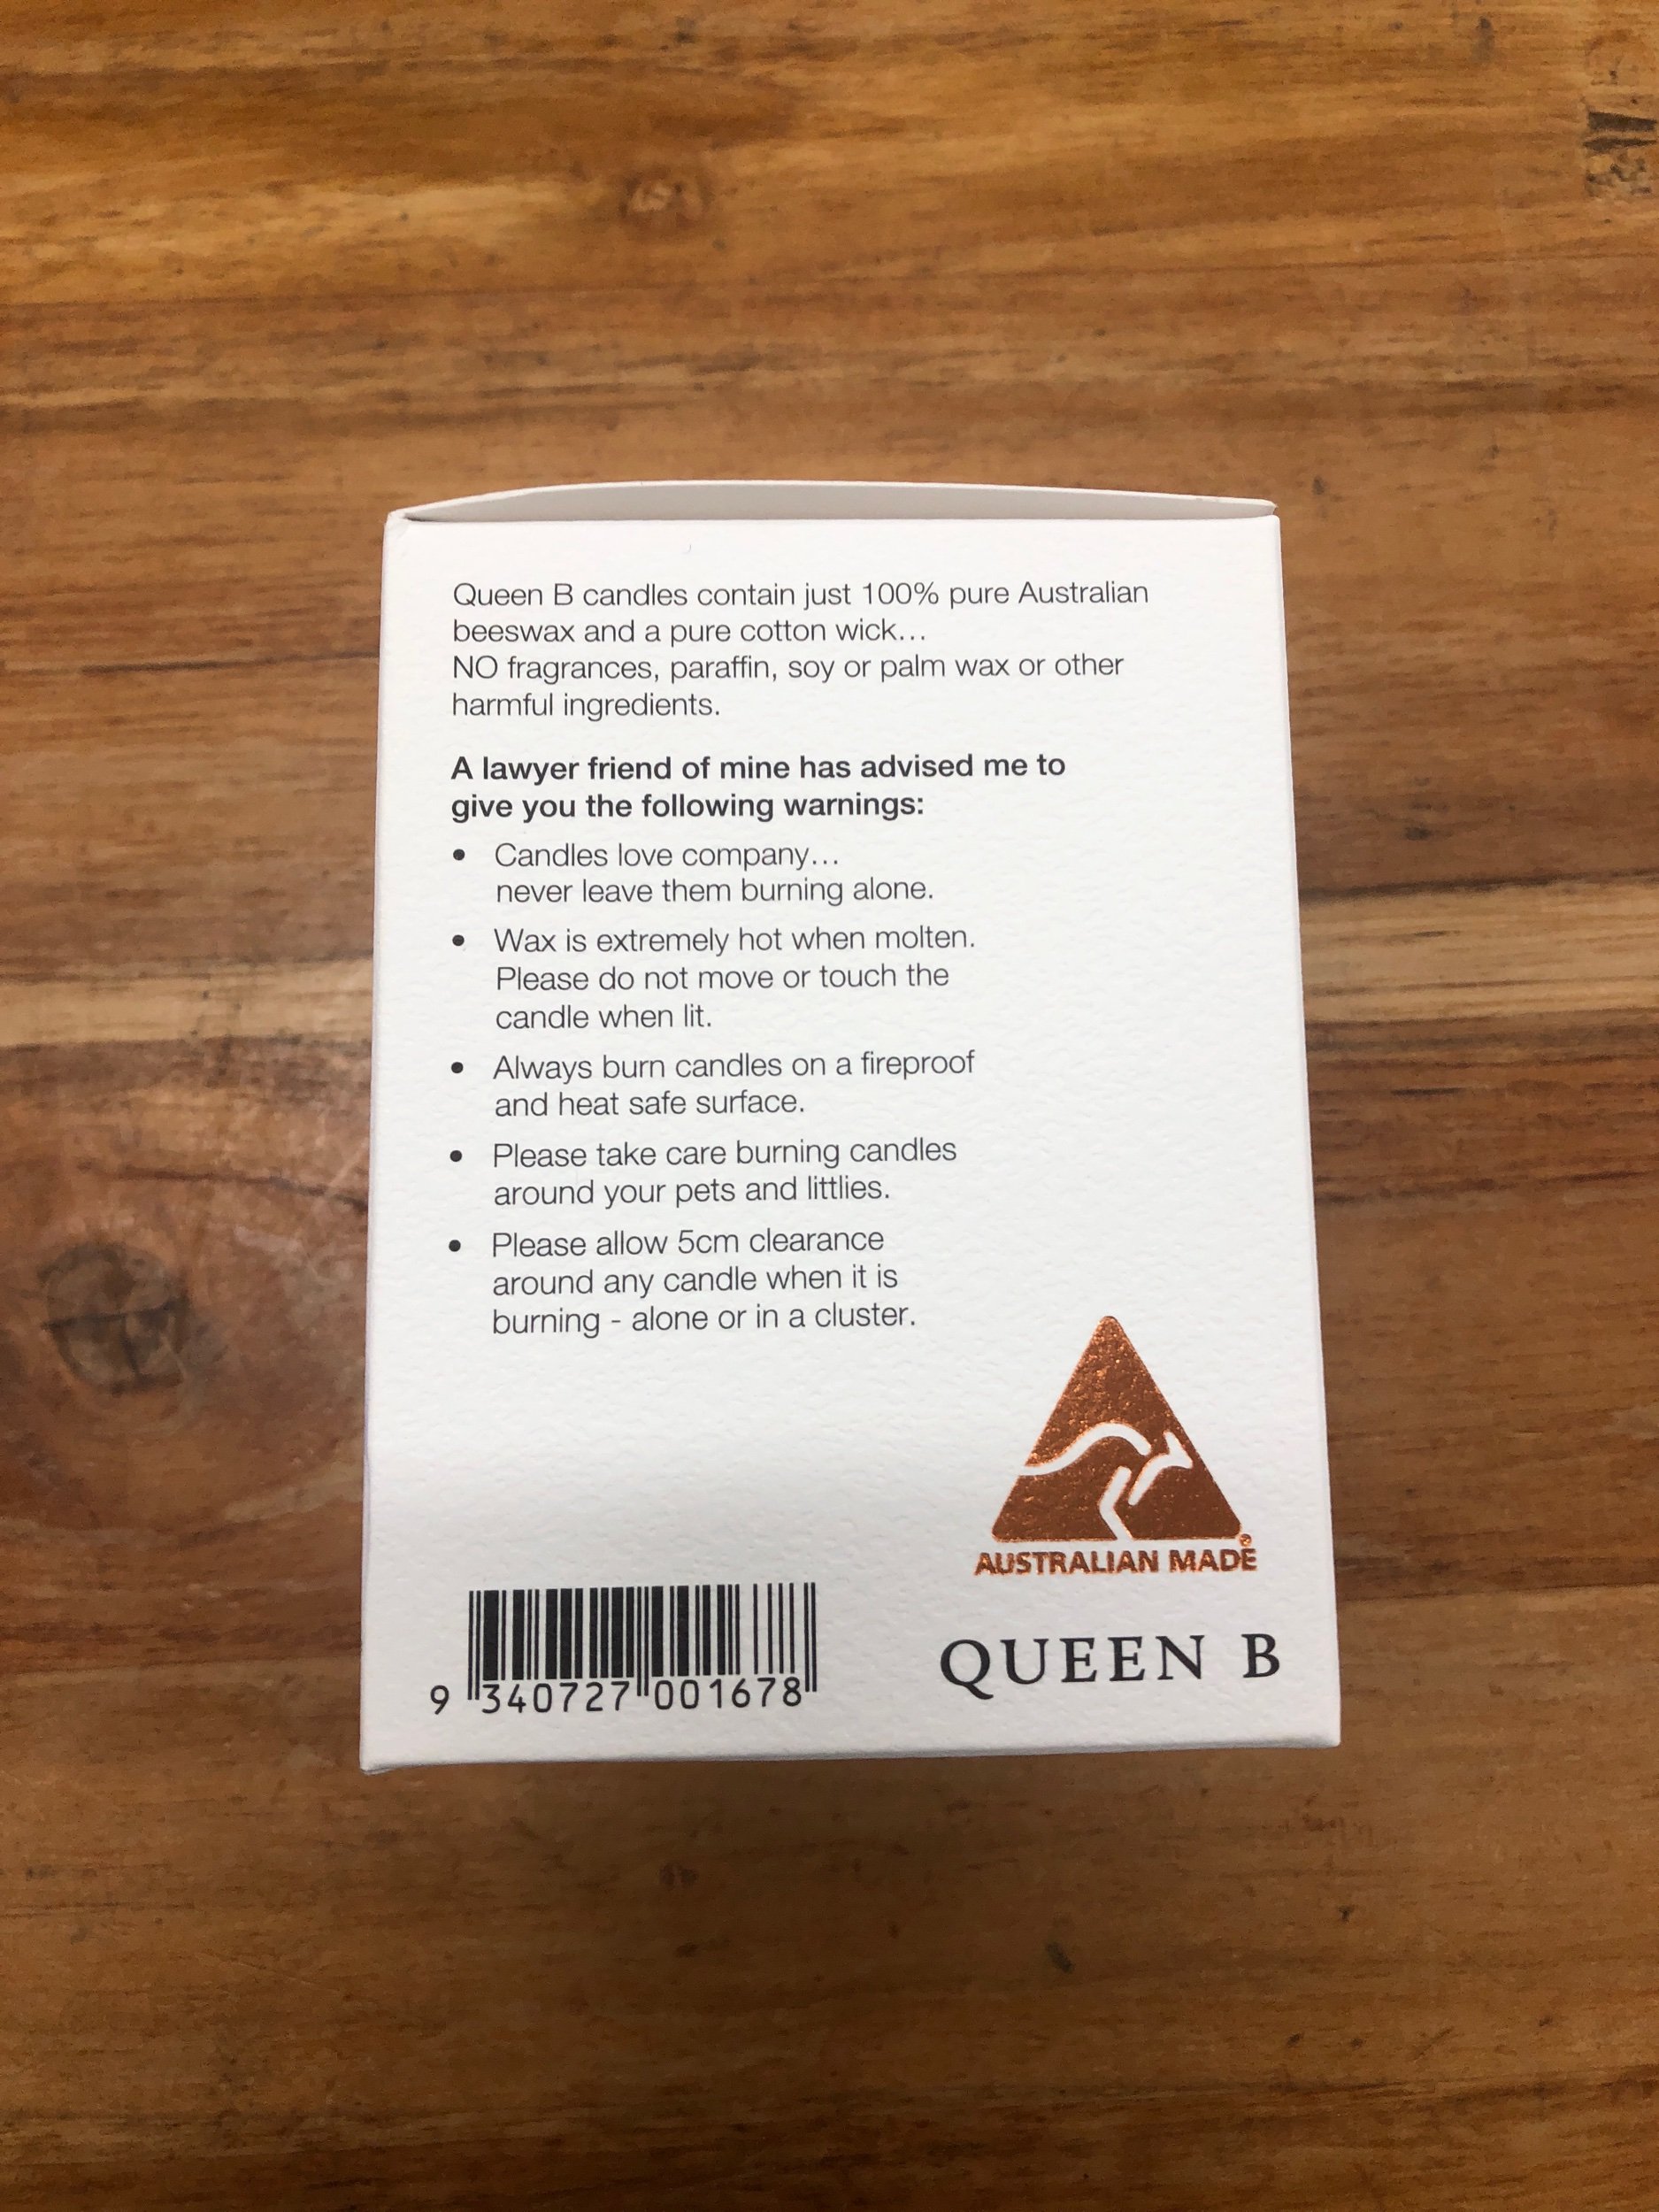 Queen B candles contain just 100% pure Australian
beeswax and a pure cotton wick...
NO fragrances, paraffin, soy or palm wax or other
harmful ingredients.
A lawyer friend of mine has advised me to
give you the following warnings:
• Candles love company...
never leave them burning alone.
• Wax is extremely hot when molten.
Please do not move or touch the
candle when lit.
• Always burn candles on a fireproof
and heat safe surface.
• Please take care burning candles
around your pets and littlies.
• Please allow 5cm clearance
around any candle when it is
burning - alone or in a cluster.
AUSTRALIAN MADE
QUEEN B
9 340727 001678